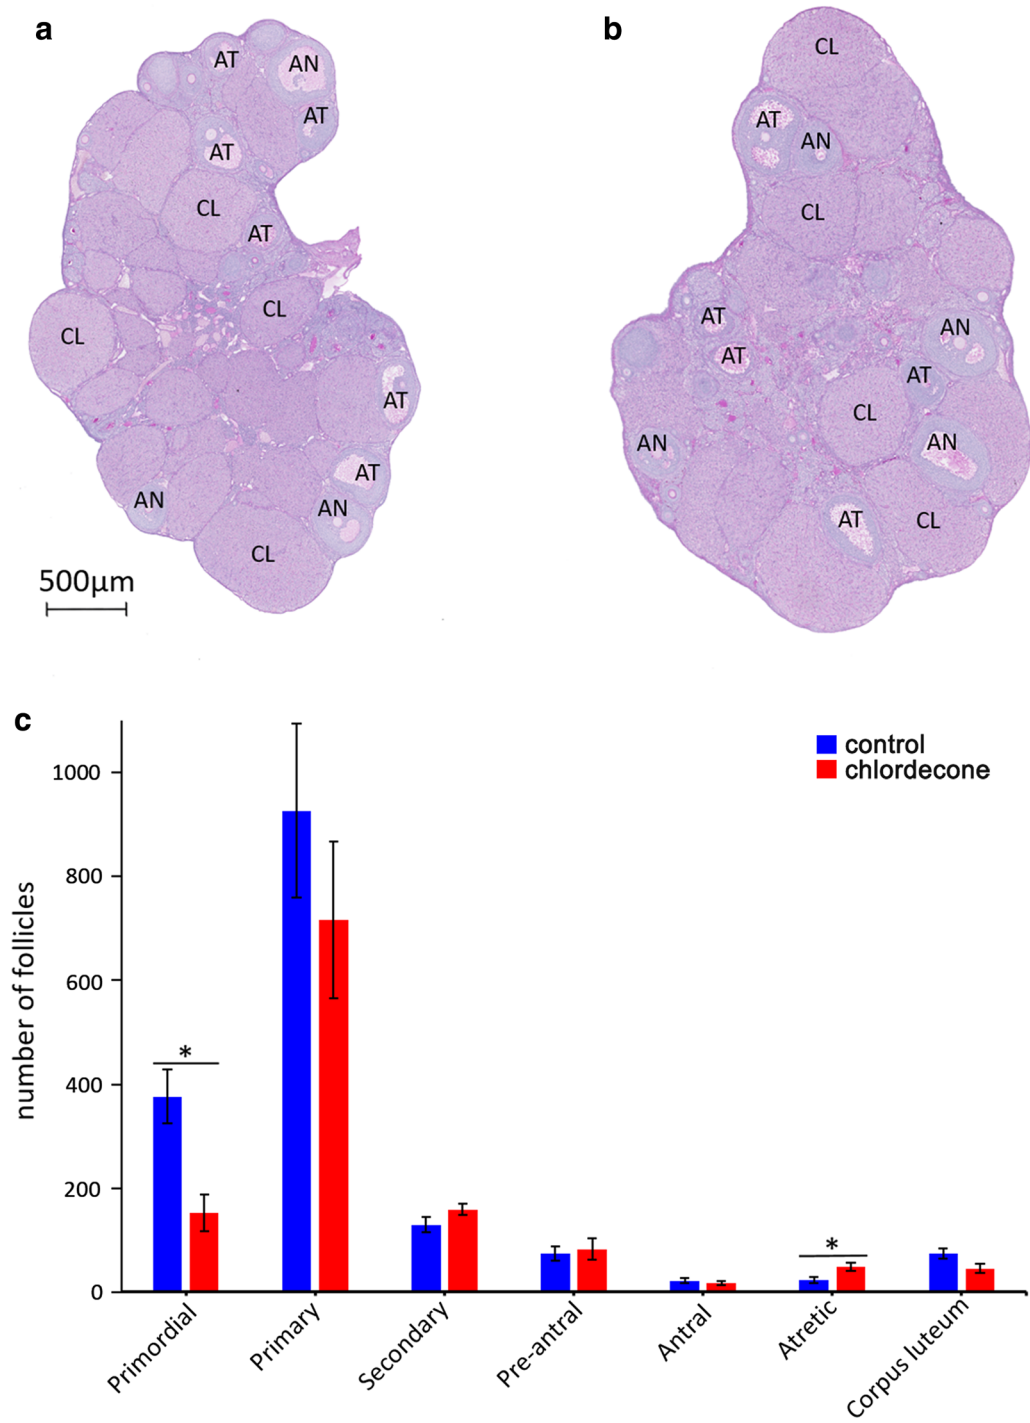 a
AT
AN
AT
AT
CL
AT
CL
CL
AT
AT
AN
AN
CL
500µm
b
CL
AT
AN
CL
AT
AN
AT
AT
CL
AN
AN
AT
CL
c
control
chlordecone
number of follicles
1000
800
600
400
200
0
*
*
Primordial
Primary
Secondary
Pre-antral
Antral
Atretic
Corpus luteum